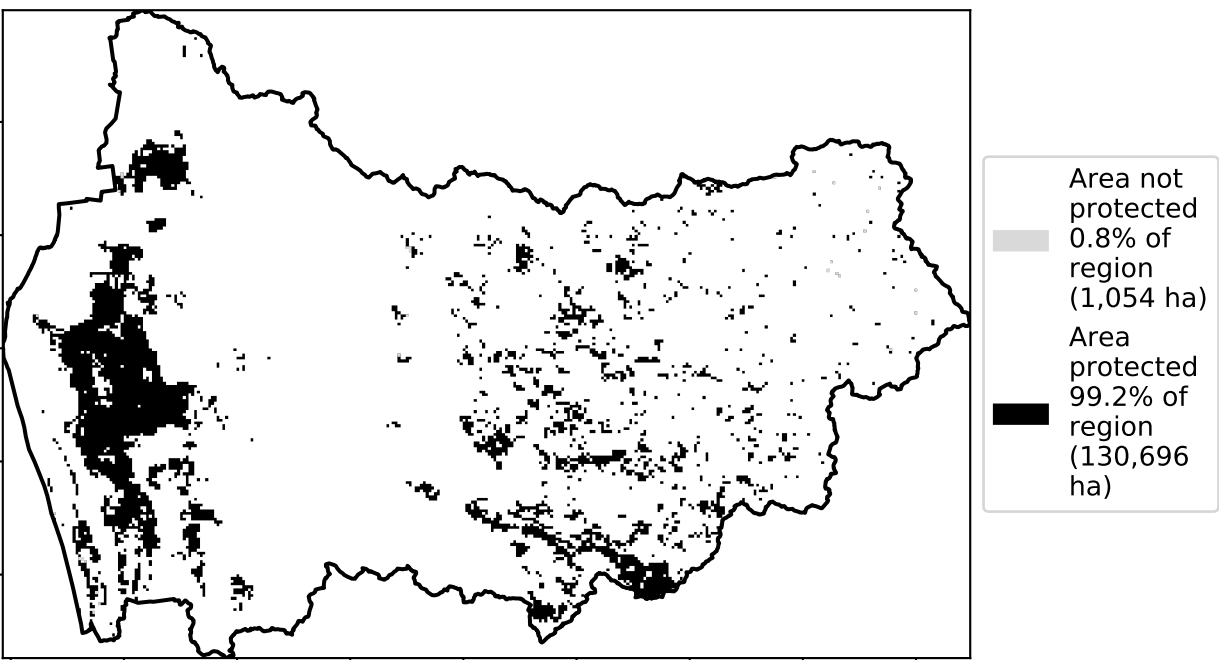 Area not
protected
0.8% of
region
(1,054 ha)
Area
protected
99.2% of
region
(130,696
ha)